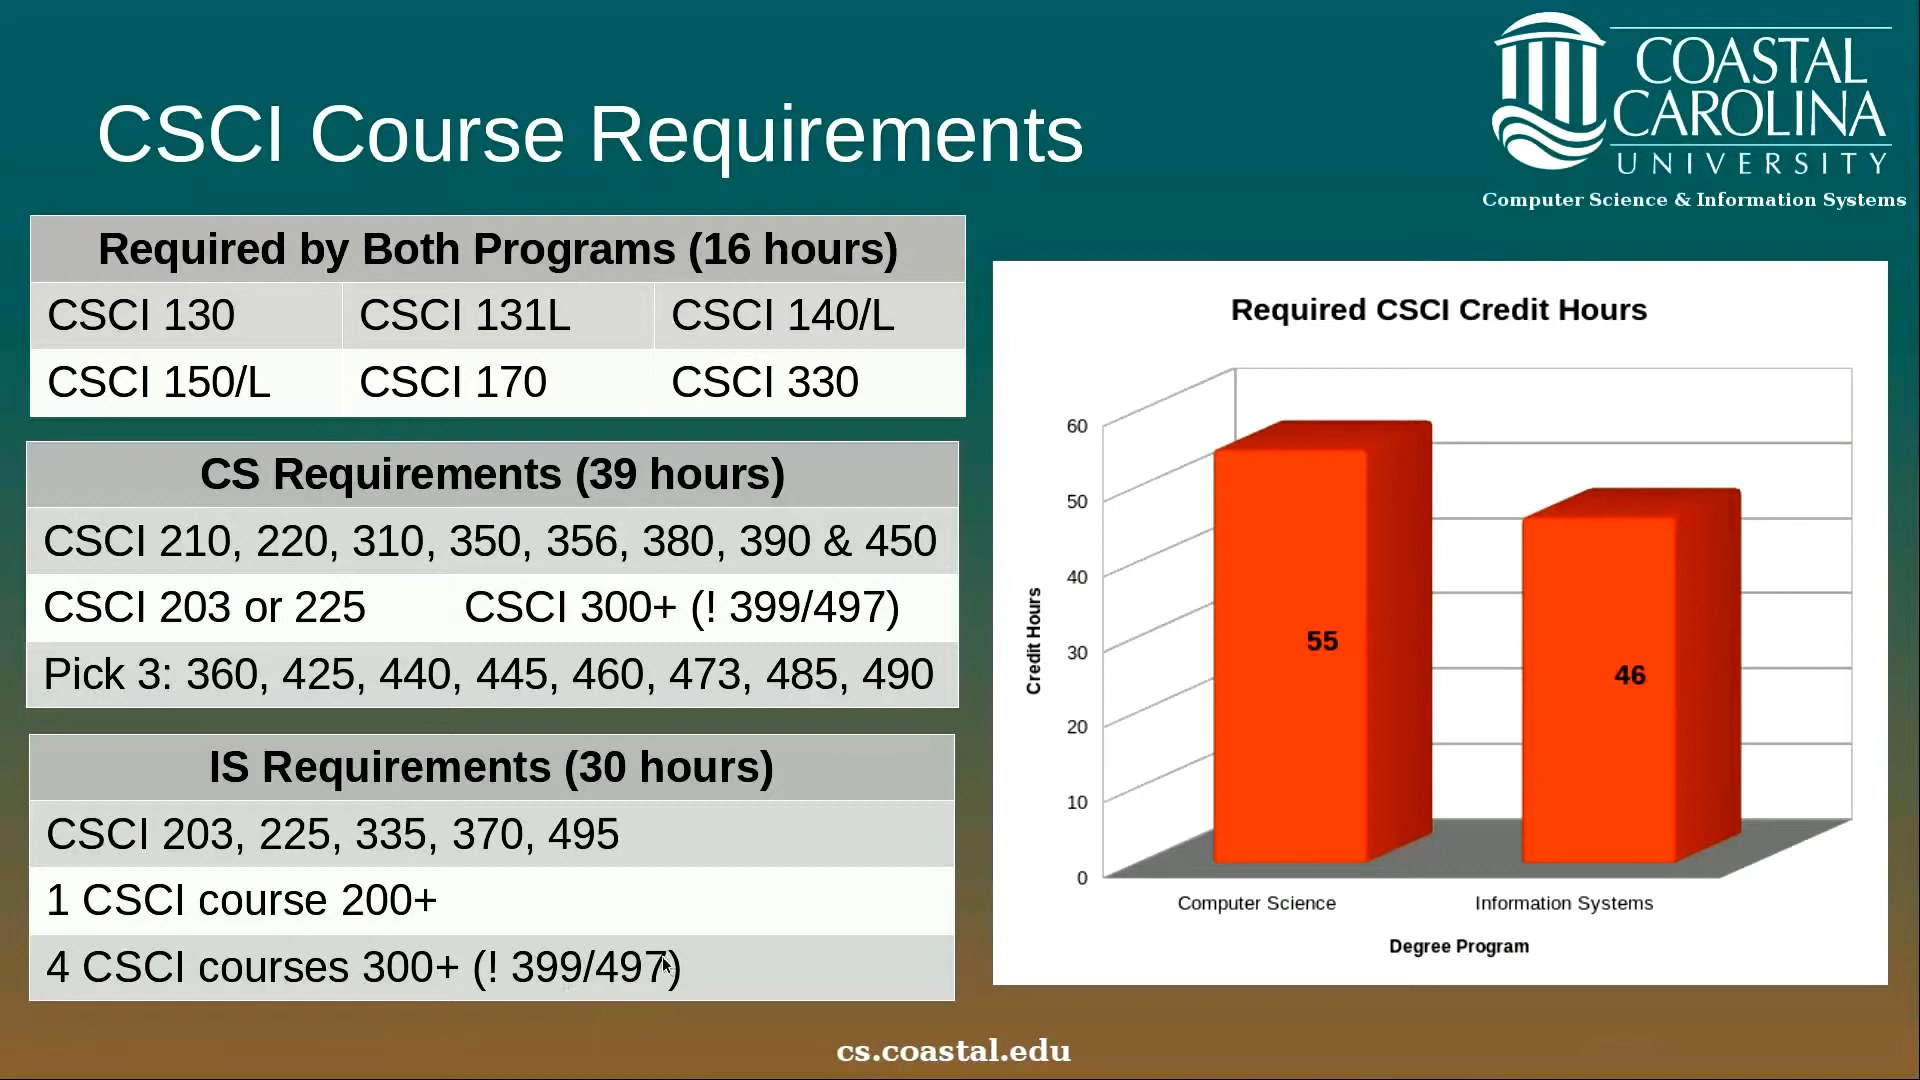 CSCI Course Requirements
COASTAL
CAROLINA
UNIVERSITY
Computer Science & Information Systems
Required by Both Programs (16 hours)
CSCI 130 CSCI 131L CSCI 140/L
CSCI 150/L CSCI 170 CSCI 330
CS Requirements (39 hours)
CSCI 210, 220, 310, 350, 356, 380, 390 & 450
CSCI 203 or 225 CSCI 300+ (! 399/497)
Pick 3: 360, 425, 440, 445, 460, 473, 485, 490
IS Requirements (30 hours)
CSCI 203, 225, 335, 370, 495
1 CSCI course 200+
4 CSCI courses 300+ (! 399/497)
Required CSCI Credit Hours
Credit Hours
60
50
40
30
20
10
0
55
46
Computer Science Information Systems
Degree Program
cs.coastal.edu